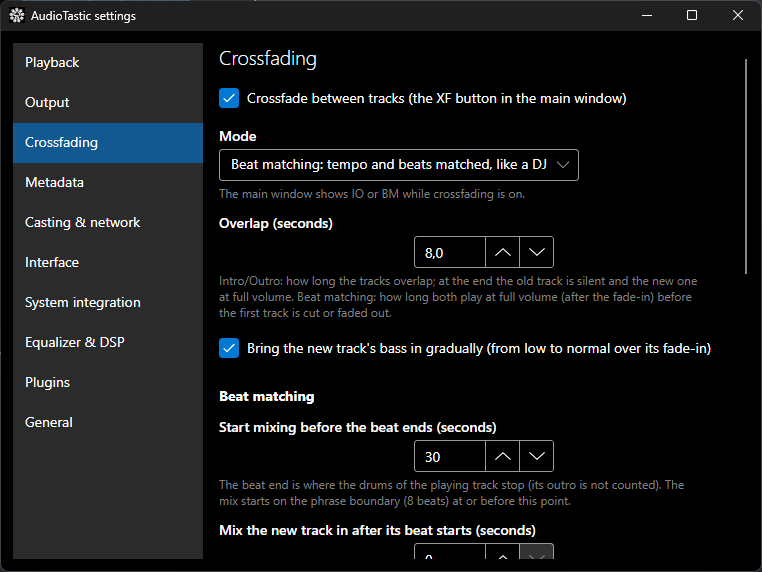 AudioTastic settings
Playback
Output
Crossfading
Metadata
Casting & network
Interface
System integration
Equalizer & DSP
Plugins
General
Crossfading
Crossfade between tracks (the XF button in the main window)
Mode
Beat matching: tempo and beats matched, like a DJ
The main window shows IO or BM while crossfading is on.
Overlap (seconds)
8,0
Intro/Outro: how long the tracks overlap; at the end the old track is silent and the new one
at full volume. Beat matching: how long both play at full volume (after the fade-in) before
the first track is cut or faded out.
Bring the new track's bass in gradually (from low to normal over its fade-in)
Beat matching
Start mixing before the beat ends (seconds)
30
The beat end is where the drums of the playing track stop (its outro is not counted). The
mix starts on the phrase boundary (8 beats) at or before this point.
Mix the new track in after its beat starts (seconds)